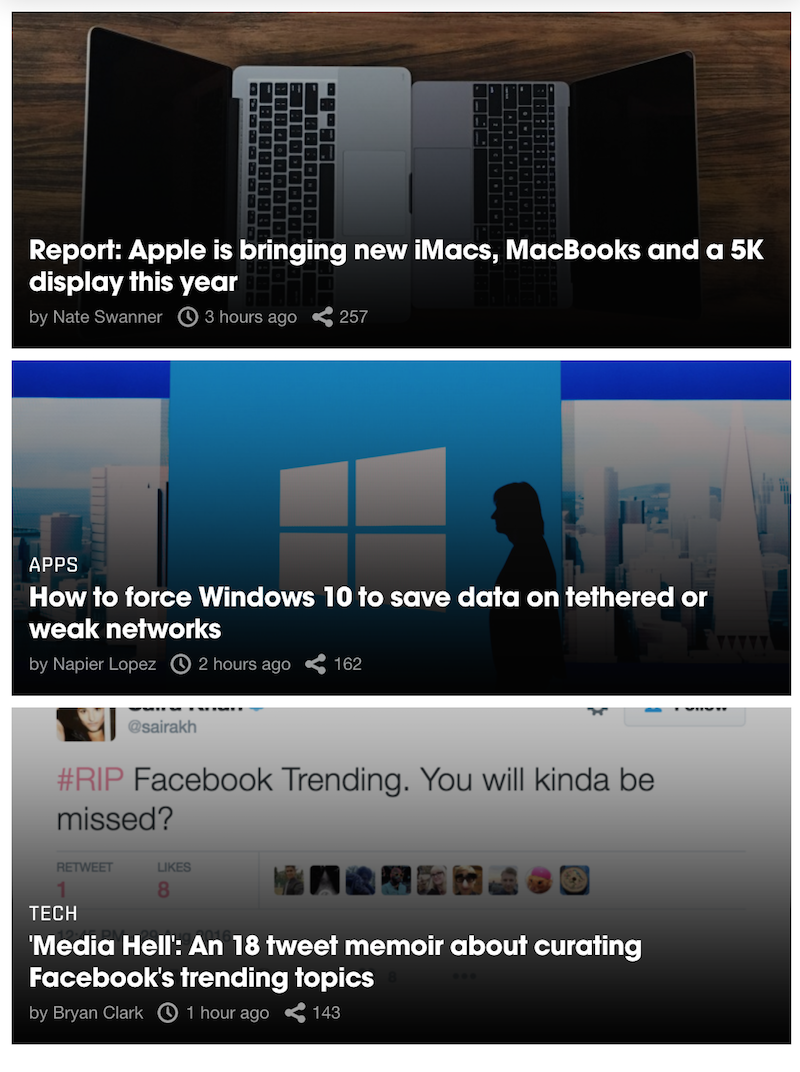 Report: Apple is bringing new iMacs, MacBooks and a 5K
display this year
by Nate Swanner 3 hours ago 257
APPS
How to force Windows 10 to save data on tethered or
weak networks
by Napier Lopez 2 hours ago 162
@sairakh
#RIP Facebook Trending. You will kinda be
missed?
RETWEET LIKES
1 8
TECH
'Media Hell': An 18 tweet memoir about curating
Facebook's trending topics
by Bryan Clark 1 hour ago 143